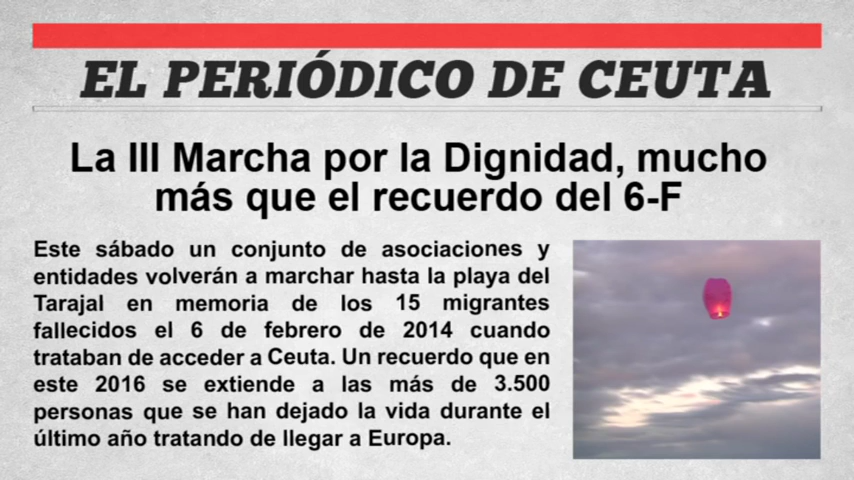 EL PERIÓDICO DE CEUTA
La III Marcha por la Dignidad, mucho
más que el recuerdo del 6-F
Este sábado un conjunto de asociaciones y
entidades volverán a marchar hasta la playa del
Tarajal en memoria de los 15 migrantes
fallecidos el 6 de febrero de 2014 cuando
trataban de acceder a Ceuta. Un recuerdo que en
este 2016 se extiende a las más de 3.500
personas que se han dejado la vida durante el
último año tratando de llegar a Europa.